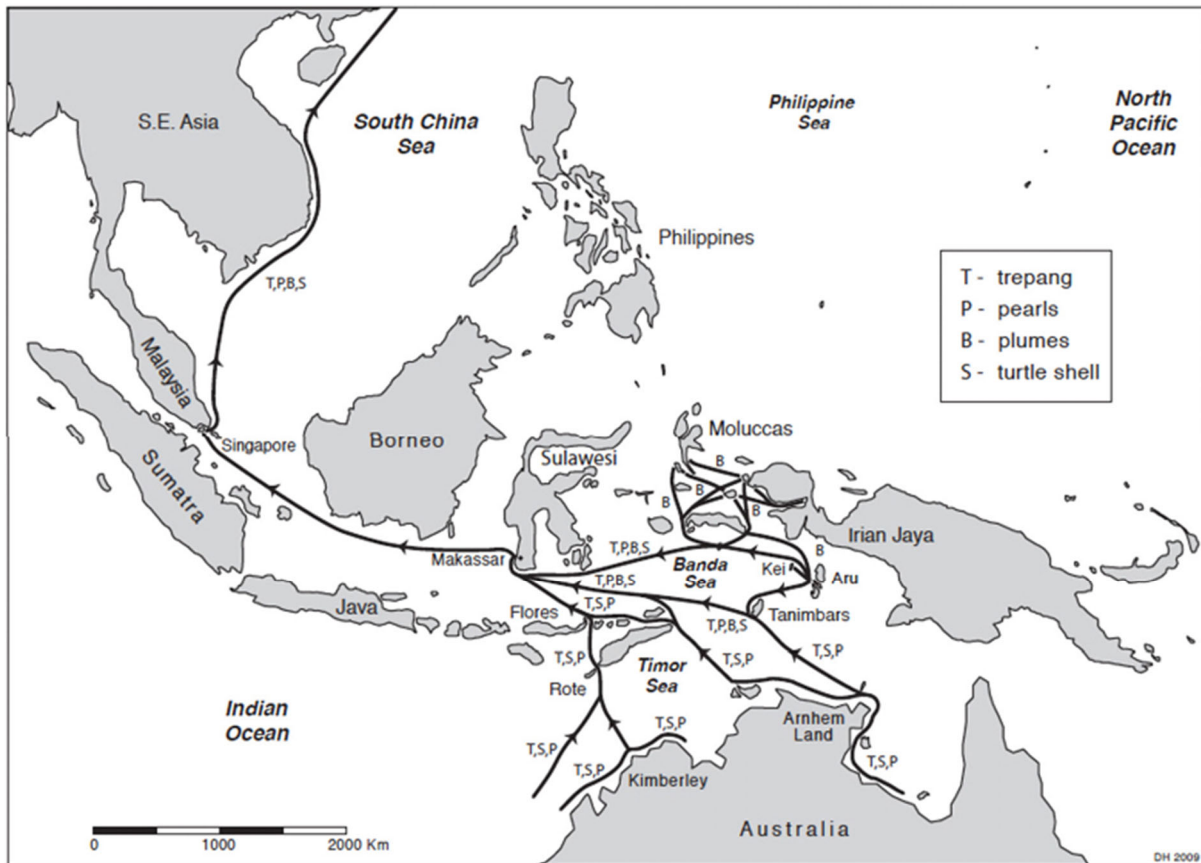 S.E. Asia
South China
Sea
Philippine
Sea
North
Pacific
Ocean
Philippines
T,P,B,S
T - trepang
P - pearls
B - plumes
S - turtle shell
Malaysia
Singapore
Sumatra
Borneo
Sulawesi
Moluccas
B
B
B
B
Irian Jaya
B
Makassar
T,P,B,S
Banda
Sea
Kei
Aru
T,P,B,S
Java
Flores
T,S,P
Tanimbars
T,P,B,S
T,S,P
Timor
Sea
T,S,P
T,S,P
Rote
Indian
Ocean
T,S,P
Arnhem
Land
T,S,P
T,S,P
T,S,P
Kimberley
Australia
0 1000 2000 Km
DH 2009